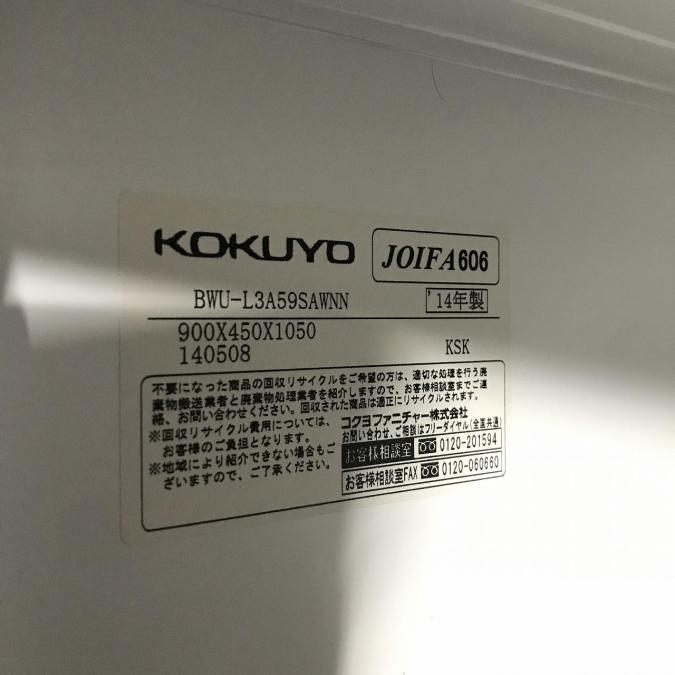 KOKUYO
JOIFA606
BWU-L3A59SAWNN
'14年製
900X450X1050
140508
KSK
不要になった商品の回収リサイクルをご希望の方は、適切な処理を行う廃
棄物搬送業者と廃棄物処理業者を紹介しますので、お客様相談室までご連
絡、お問い合わせください。回収された商品は適正にリサイクルされます。
※回収リサイクル費用については、
お客様のご負担となります。
※地域により紹介できない場合もご
ざいますので、ご了承ください。
コクヨファニチャー株式会社
お問い合わせ、ご相談はフリーダイヤル(全国共通)
お客様相談室 0120-201594
お客様相談室FAX 0120-060660